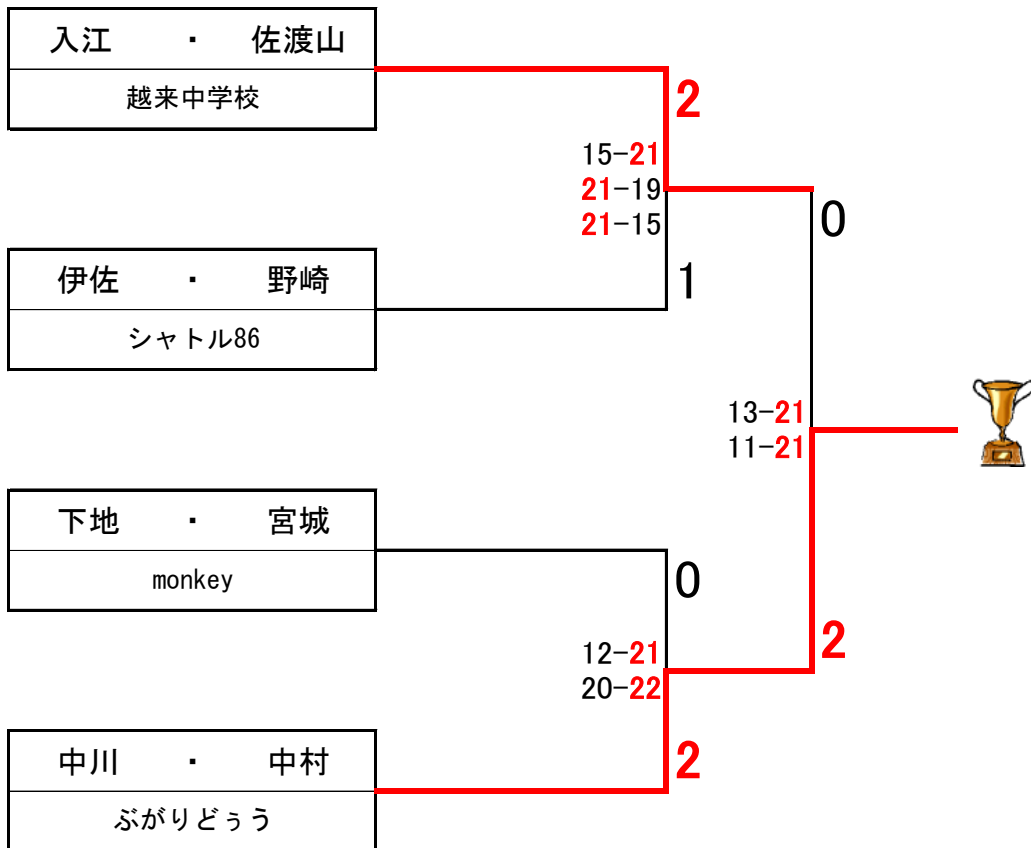 入江 ・ 佐渡山
越来中学校
2
15-21
21-19
21-15
0
1
伊佐 ・ 野崎
シャトル86
13-21
11-21
下地 ・ 宮城
monkey
0
12-21
20-22
2
2
中川 ・ 中村
ぶがりどぅう